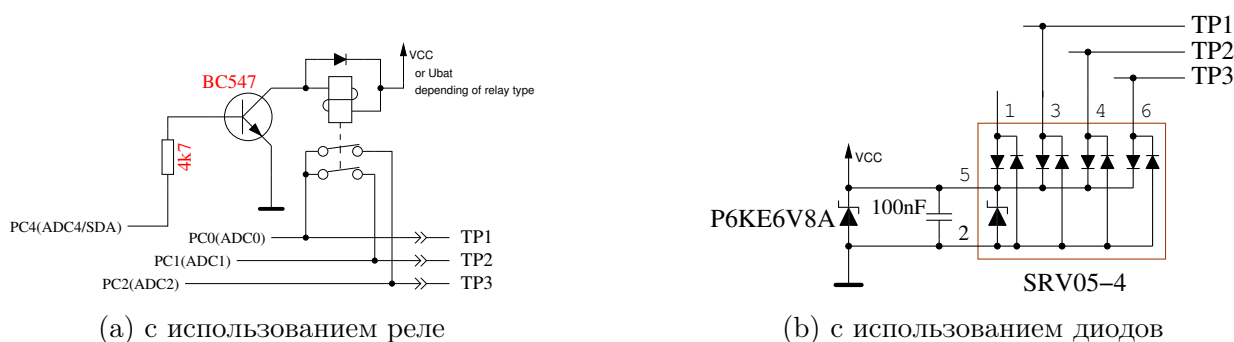 BC547
VCC
or Ubat
depending of relay type
4k7
PC4(ADC4/SDA)
PC0(ADC0)
TP1
PC1(ADC1)
TP2
PC2(ADC2)
TP3
(a) с использованием реле
TP1
TP2
TP3
1
3
4
6
VCC
5
P6KE6V8A
100nF
2
SRV05−4
(b) с использованием диодов